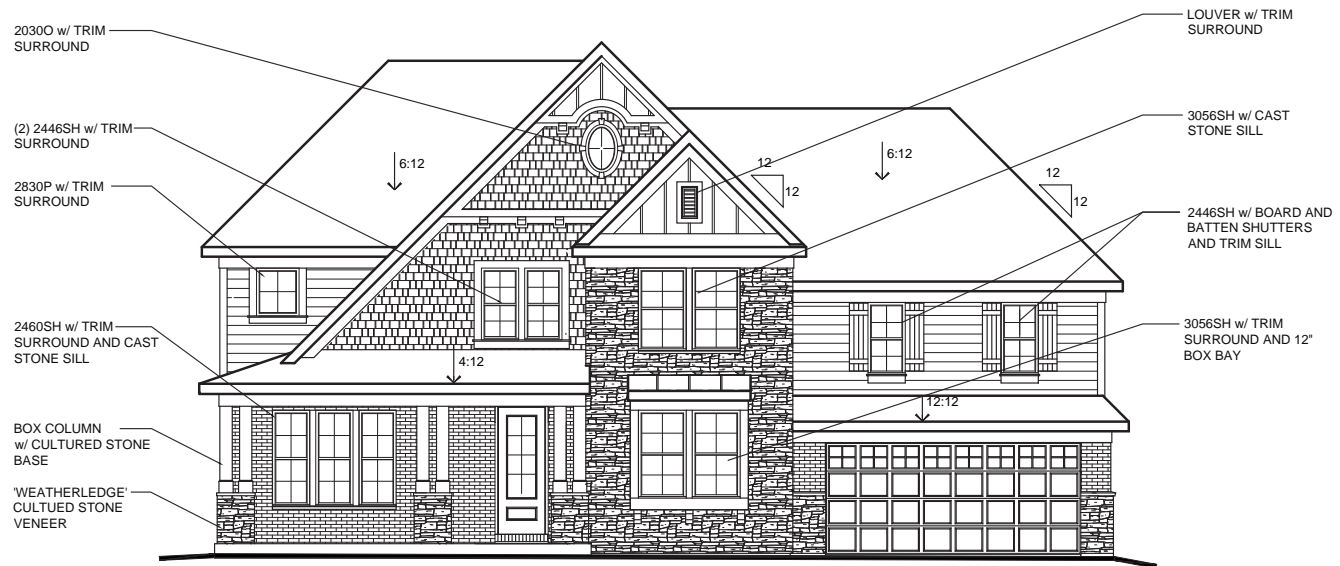 2030O w/ TRIM
SURROUND
(2) 2446SH w/ TRIM
SURROUND
2830P w/ TRIM
SURROUND
2460SH w/ TRIM
SURROUND AND CAST
STONE SILL
BOX COLUMN
w/ CULTURED STONE
BASE
'WEATHERLEDGE'
CULTUED STONE
VENEER
6:12
4:12
12
12
6:12
12
12
12:12
LOUVER w/ TRIM
SURROUND
3056SH w/ CAST
STONE SILL
2446SH w/ BOARD AND
BATTEN SHUTTERS
AND TRIM SILL
3056SH w/ TRIM
SURROUND AND 12"
BOX BAY